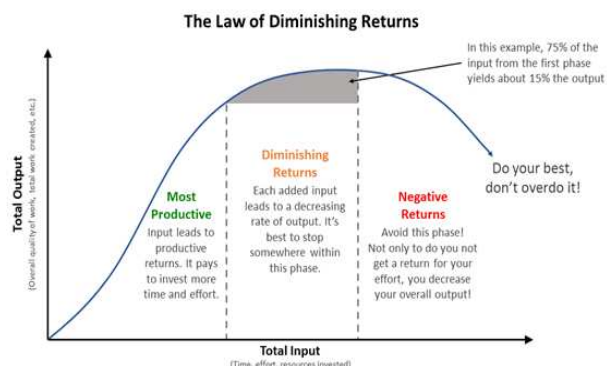 The Law of Diminishing Returns
In this example, 75% of the
input from the first phase
yields about 15% the output
Total Output
(Overall quality of work, total work created, etc.)
Most
Productive
Input leads to
productive
returns. It pays
to invest more
time and effort.
Diminishing
Returns
Each added input
leads to a decreasing
rate of output. It's
best to stop
somewhere within
this phase.
Negative
Returns
Avoid this phase!
Not only to do you not
get a return for your
effort, you decrease
your overall output!
Do your best,
don't overdo it!
Total Input
(Time, effort, resources invested)